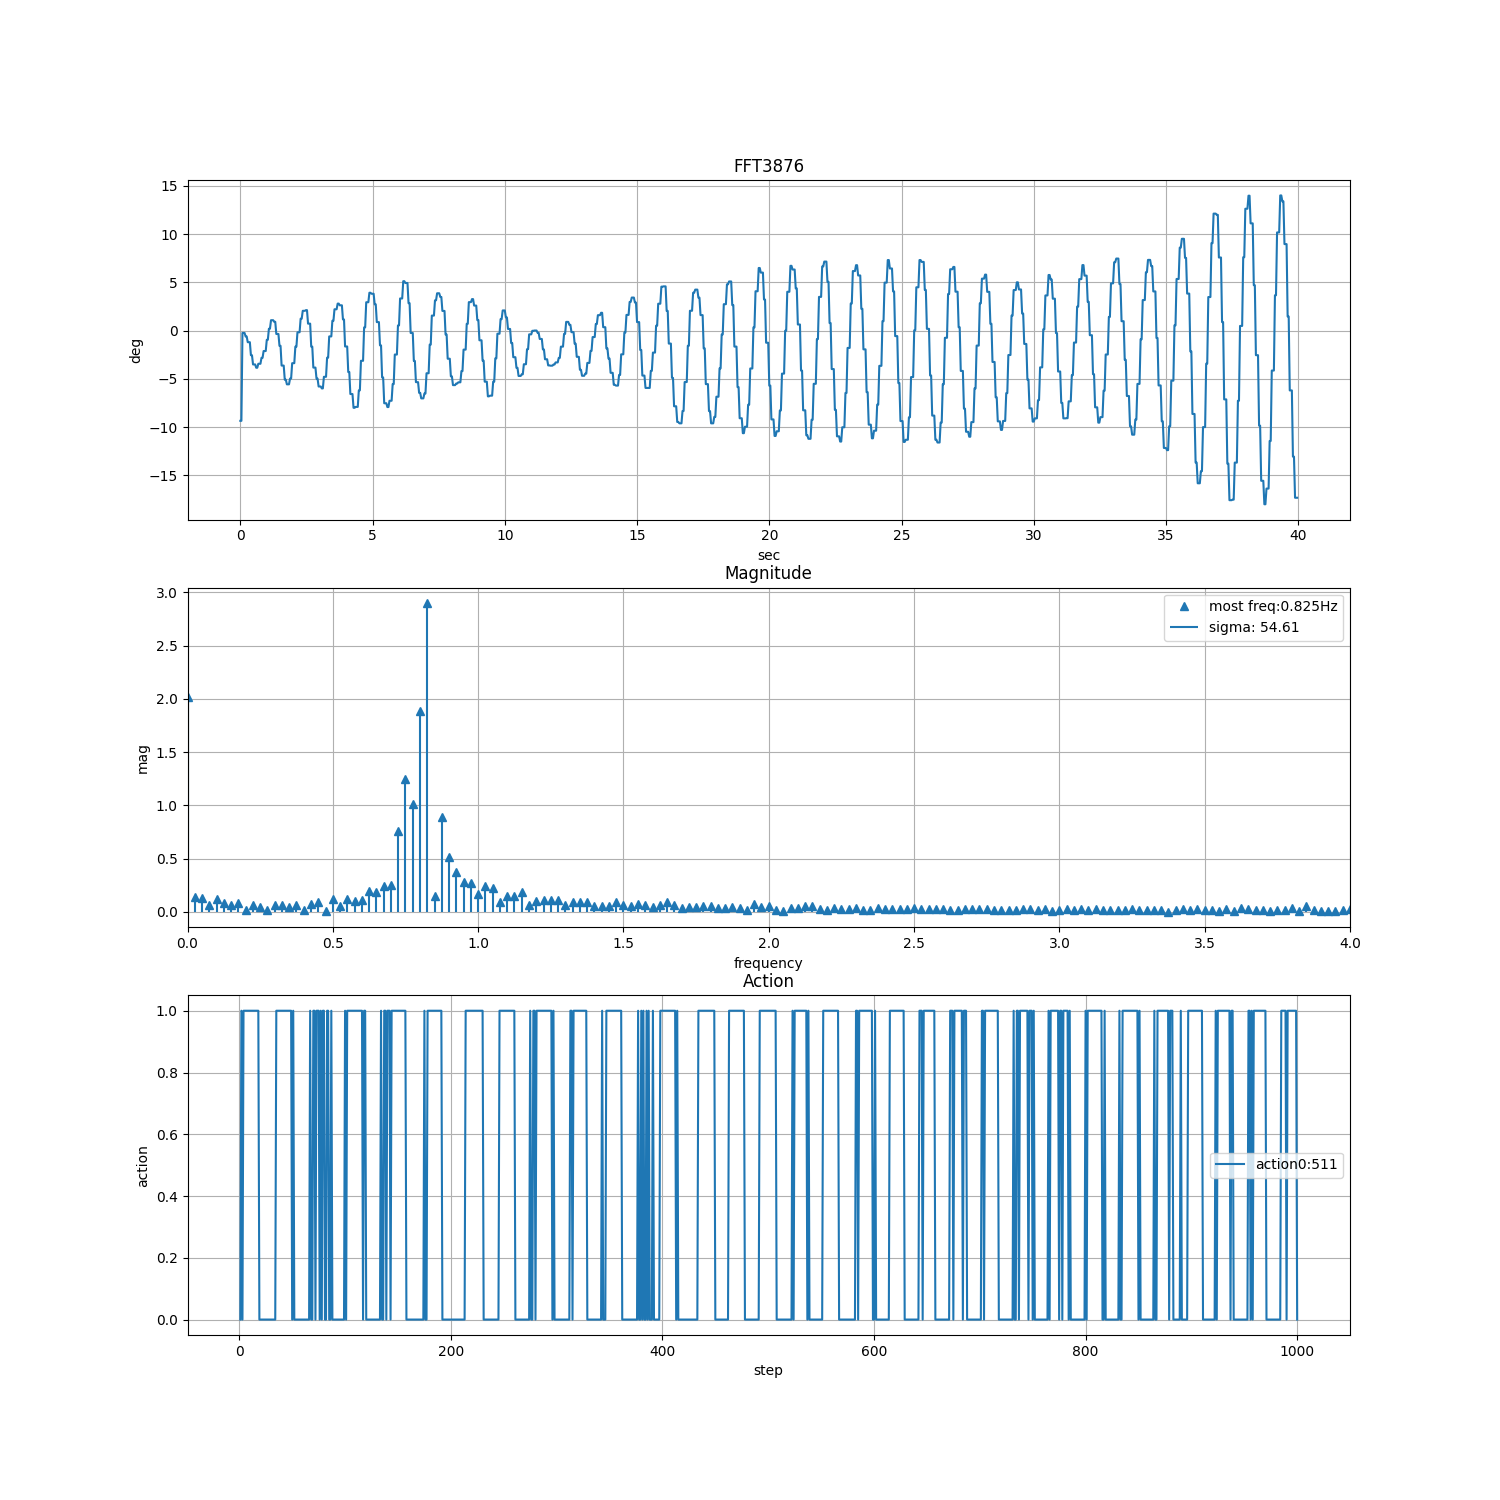 FFT3876
15
10
5
0
−5
−10
−15
deg
0 5 10 15 20 25 30 35 40
sec
Magnitude
3.0
2.5
2.0
1.5
1.0
0.5
0.0
mag
most freq:0.825Hz
sigma: 54.61
0.0 0.5 1.0 1.5 2.0 2.5 3.0 3.5 4.0
frequency
Action
1.0
0.8
0.6
0.4
0.2
0.0
action
action0:511
0 200 400 600 800 1000
step